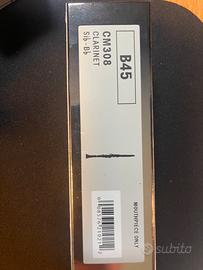 B45
CM308
CLARINET
Sib - Bb
MOUTHPIECE ONLY
subito